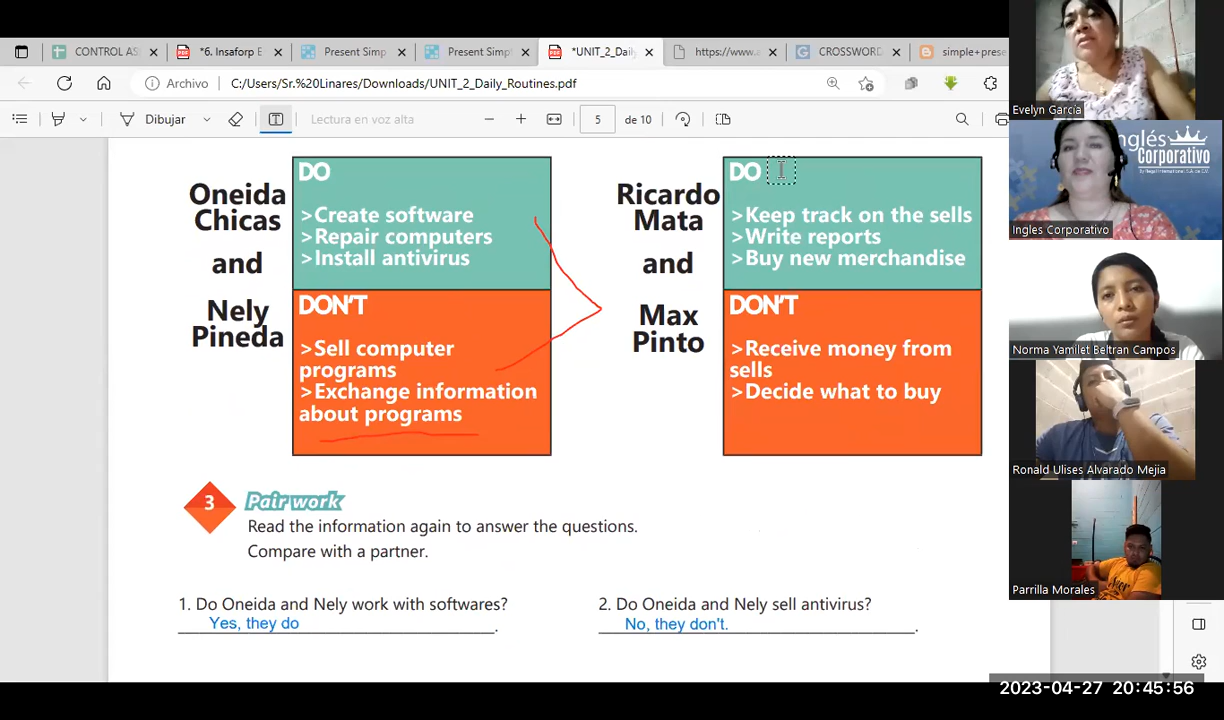 CONTROL AS
*6. Insaforp E
Present Simp
Present Simp
*UNIT_2_Dail
https://www.
CROSSWORD
simple+prese
Archivo
C:/Users/Sr.%20Linares/Downloads/UNIT_2_Daily_Routines.pdf
Dibujar
Lectura en voz alta
5
de 10
Oneida
Chicas
and
Nely
Pineda
DO
>Create software
>Repair computers
>Install antivirus
DON'T
>Sell computer
programs
>Exchange information
about programs
Ricardo
Mata
and
Max
Pinto
DO
>Keep track on the sells
>Write reports
>Buy new merchandise
DON'T
>Receive money from
sells
>Decide what to buy
3
Pair work
Read the information again to answer the questions.
Compare with a partner.
1. Do Oneida and Nely work with softwares?
Yes, they do
2. Do Oneida and Nely sell antivirus?
No, they don't.
Evelyn García
Inglés
Corporativo
Ingles Corporativo
Norma Yamilet Beltran Campos
Ronald Ulises Alvarado Mejia
Parrilla Morales
2023-04-27 20:45:56